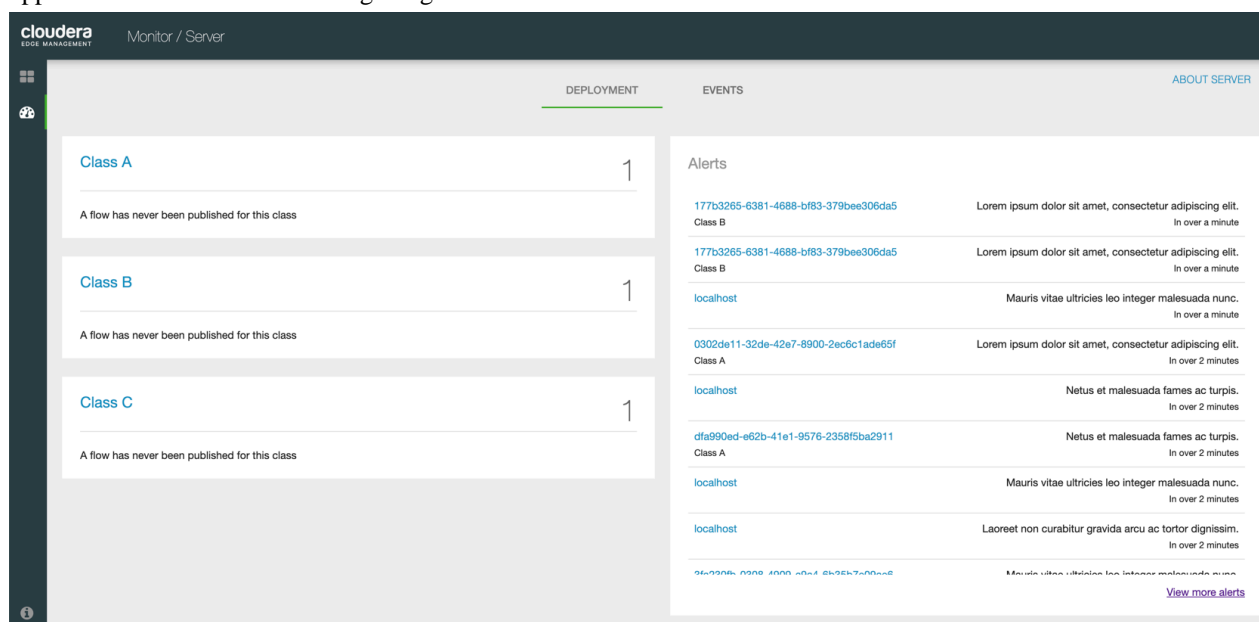 cloudera
EDGE MANAGEMENT
Monitor / Server
ABOUT SERVER
DEPLOYMENT
EVENTS
Class A
1
A flow has never been published for this class
Class B
1
A flow has never been published for this class
Class C
1
A flow has never been published for this class
Alerts
177b3265-6381-4688-bf83-379bee306da5 Lorem ipsum dolor sit amet, consectetur adipiscing elit.
Class B In over a minute
177b3265-6381-4688-bf83-379bee306da5 Lorem ipsum dolor sit amet, consectetur adipiscing elit.
Class B In over a minute
localhost Mauris vitae ultricies leo integer malesuada nunc.
In over a minute
0302de11-32de-42e7-8900-2ec6c1ade65f Lorem ipsum dolor sit amet, consectetur adipiscing elit.
Class A In over 2 minutes
localhost Netus et malesuada fames ac turpis.
In over 2 minutes
dfa990ed-e62b-41e1-9576-2358f5ba2911 Netus et malesuada fames ac turpis.
Class A In over 2 minutes
localhost Mauris vitae ultricies leo integer malesuada nunc.
In over 2 minutes
localhost Laoreet non curabitur gravida arcu ac tortor dignissim.
In over 2 minutes
Mauris vitae ultricies leo integer malesuada nunc.
View more alerts